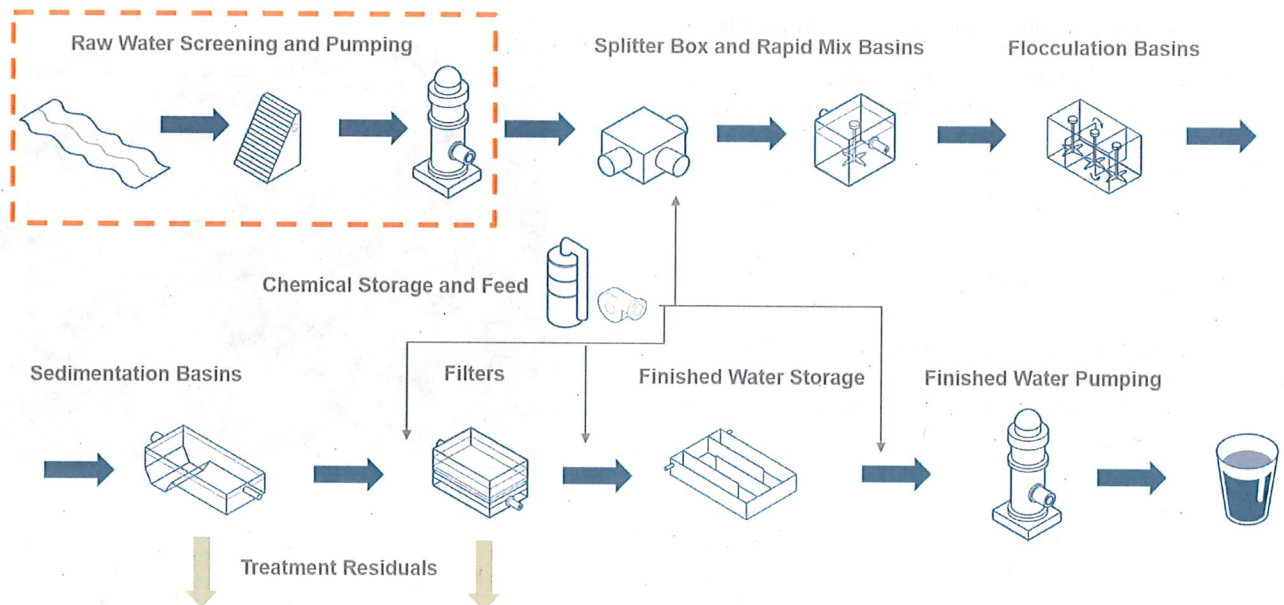 Raw Water Screening and Pumping
Splitter Box and Rapid Mix Basins
Flocculation Basins
Chemical Storage and Feed
Sedimentation Basins
Filters
Finished Water Storage
Finished Water Pumping
Treatment Residuals